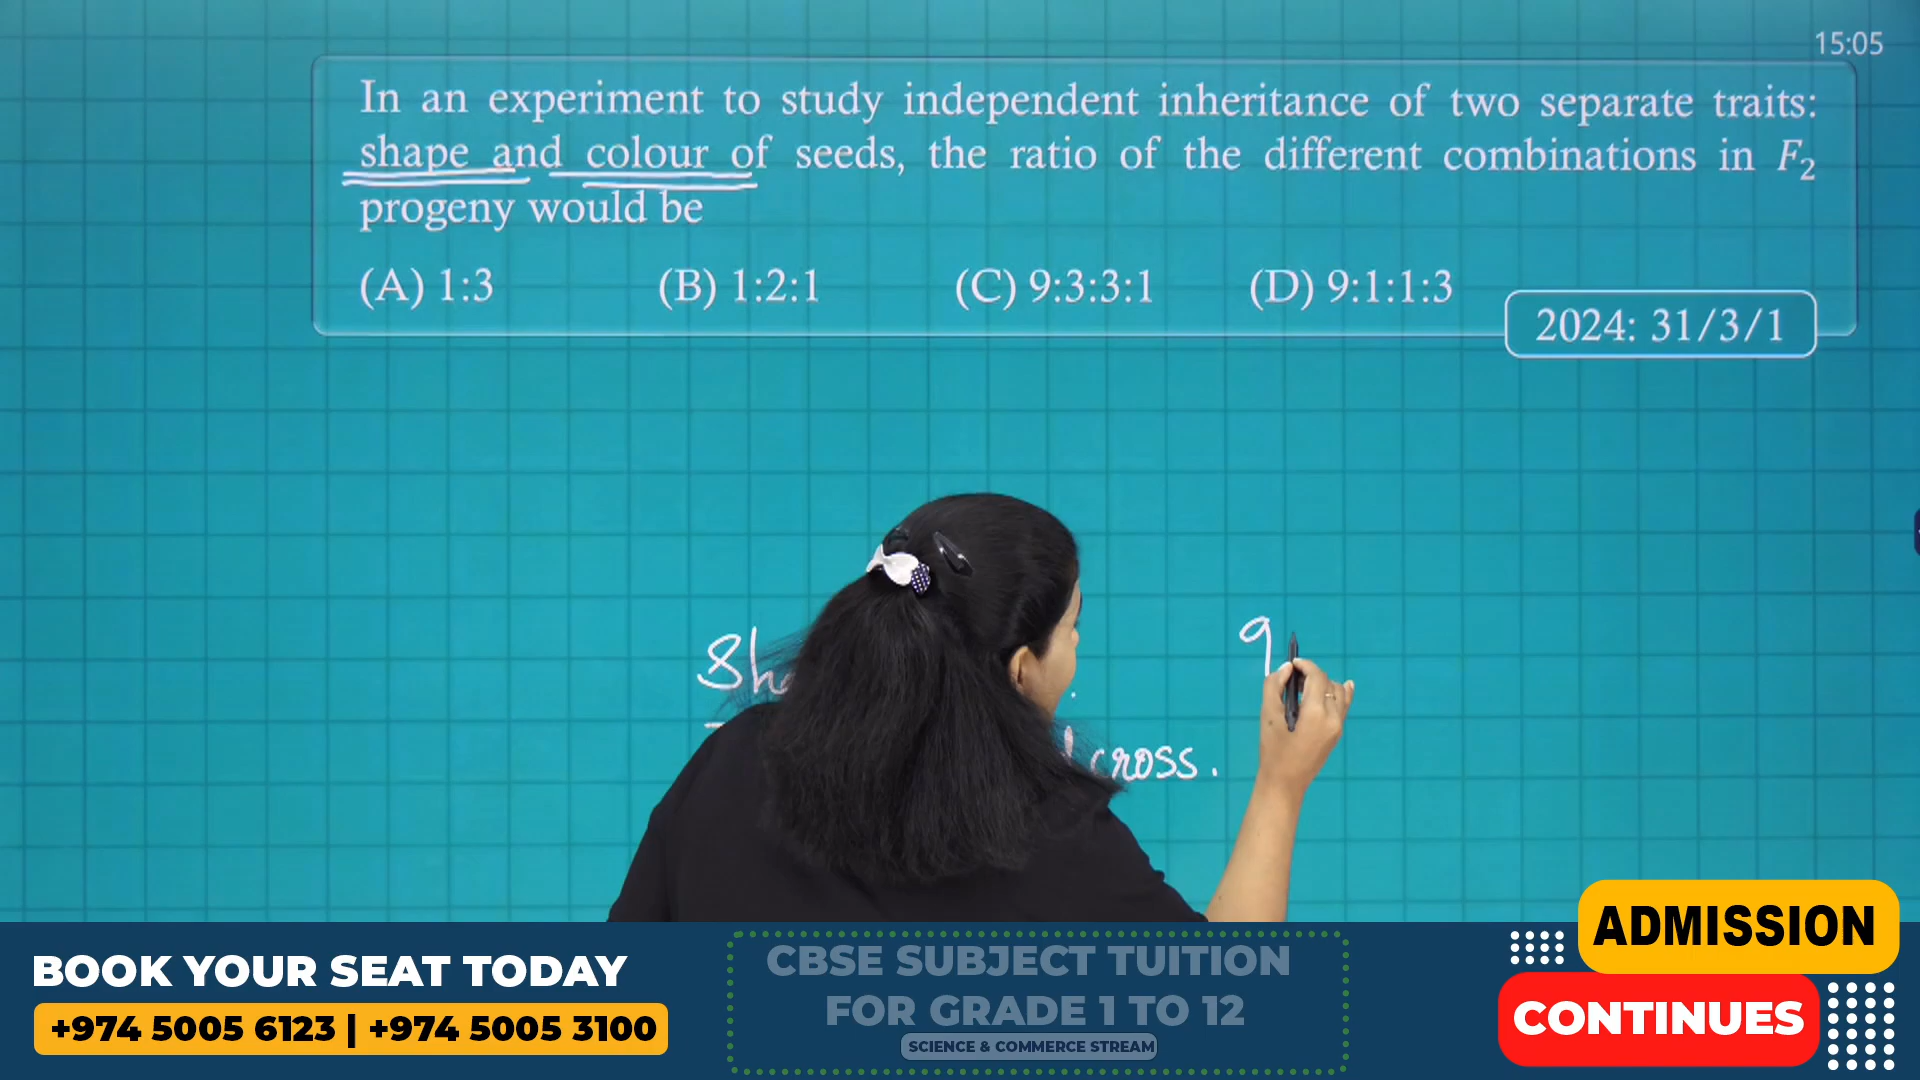 15:05
In an experiment to study independent inheritance of two separate traits:
shape and colour of seeds, the ratio of the different combinations in F₂
progeny would be
(A) 1:3 (B) 1:2:1 (C) 9:3:3:1 (D) 9:1:1:3
2024: 31/3/1
9
cross.
BOOK YOUR SEAT TODAY
+974 5005 6123 | +974 5005 3100
CBSE SUBJECT TUITION
FOR GRADE 1 TO 12
SCIENCE & COMMERCE STREAM
ADMISSION
CONTINUES